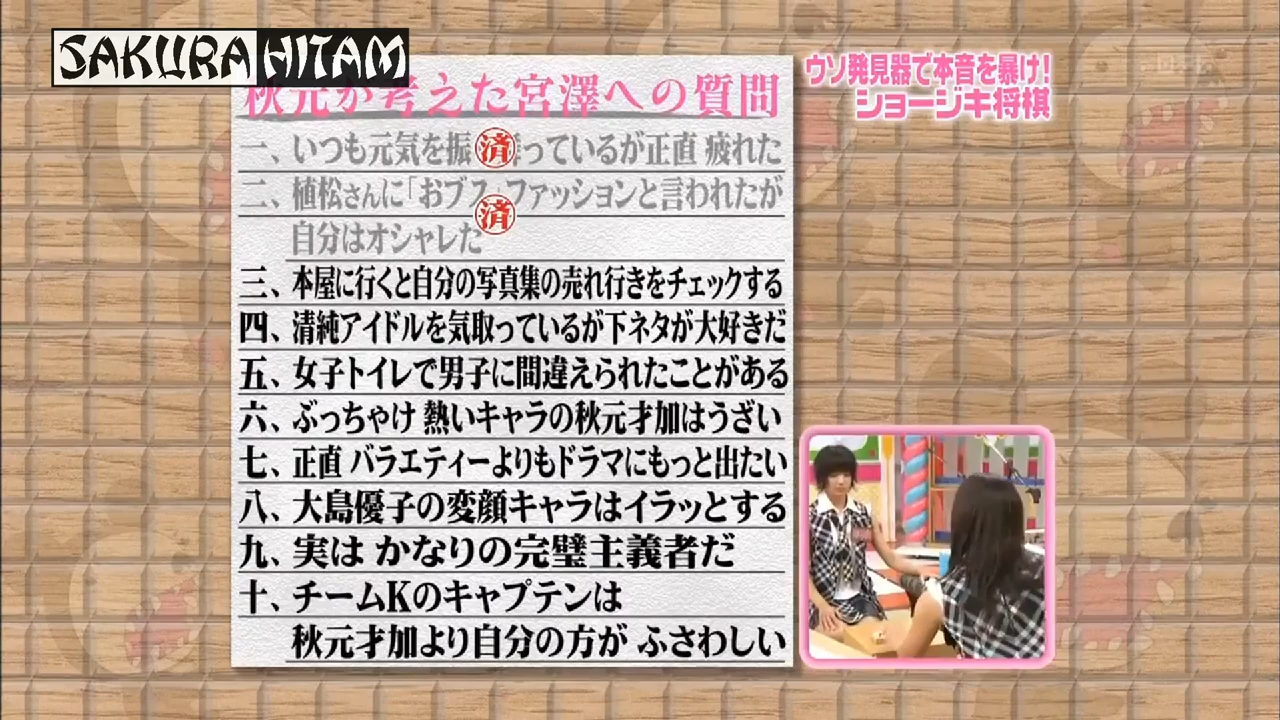 SAKURA HITAM
ウソ発見器で本音を暴け!
ショージキ将棋
秋元が考えた宮澤への質問
一、いつも元気を振 済 っているが正直 疲れた
二、植松さんに「おブス」ファッションと言われたが
済
自分はオシャレだ
三、本屋に行くと自分の写真集の売れ行きをチェックする
四、清純アイドルを気取っているが下ネタが大好きだ
五、女子トイレで男子に間違えられたことがある
六、ぶっちゃけ 熱いキャラの秋元才加はうざい
七、正直 バラエティーよりもドラマにもっと出たい
八、大島優子の変顔キャラはイラッとする
九、実は かなりの完璧主義者だ
十、チームKのキャプテンは
秋元才加より自分の方が ふさわしい